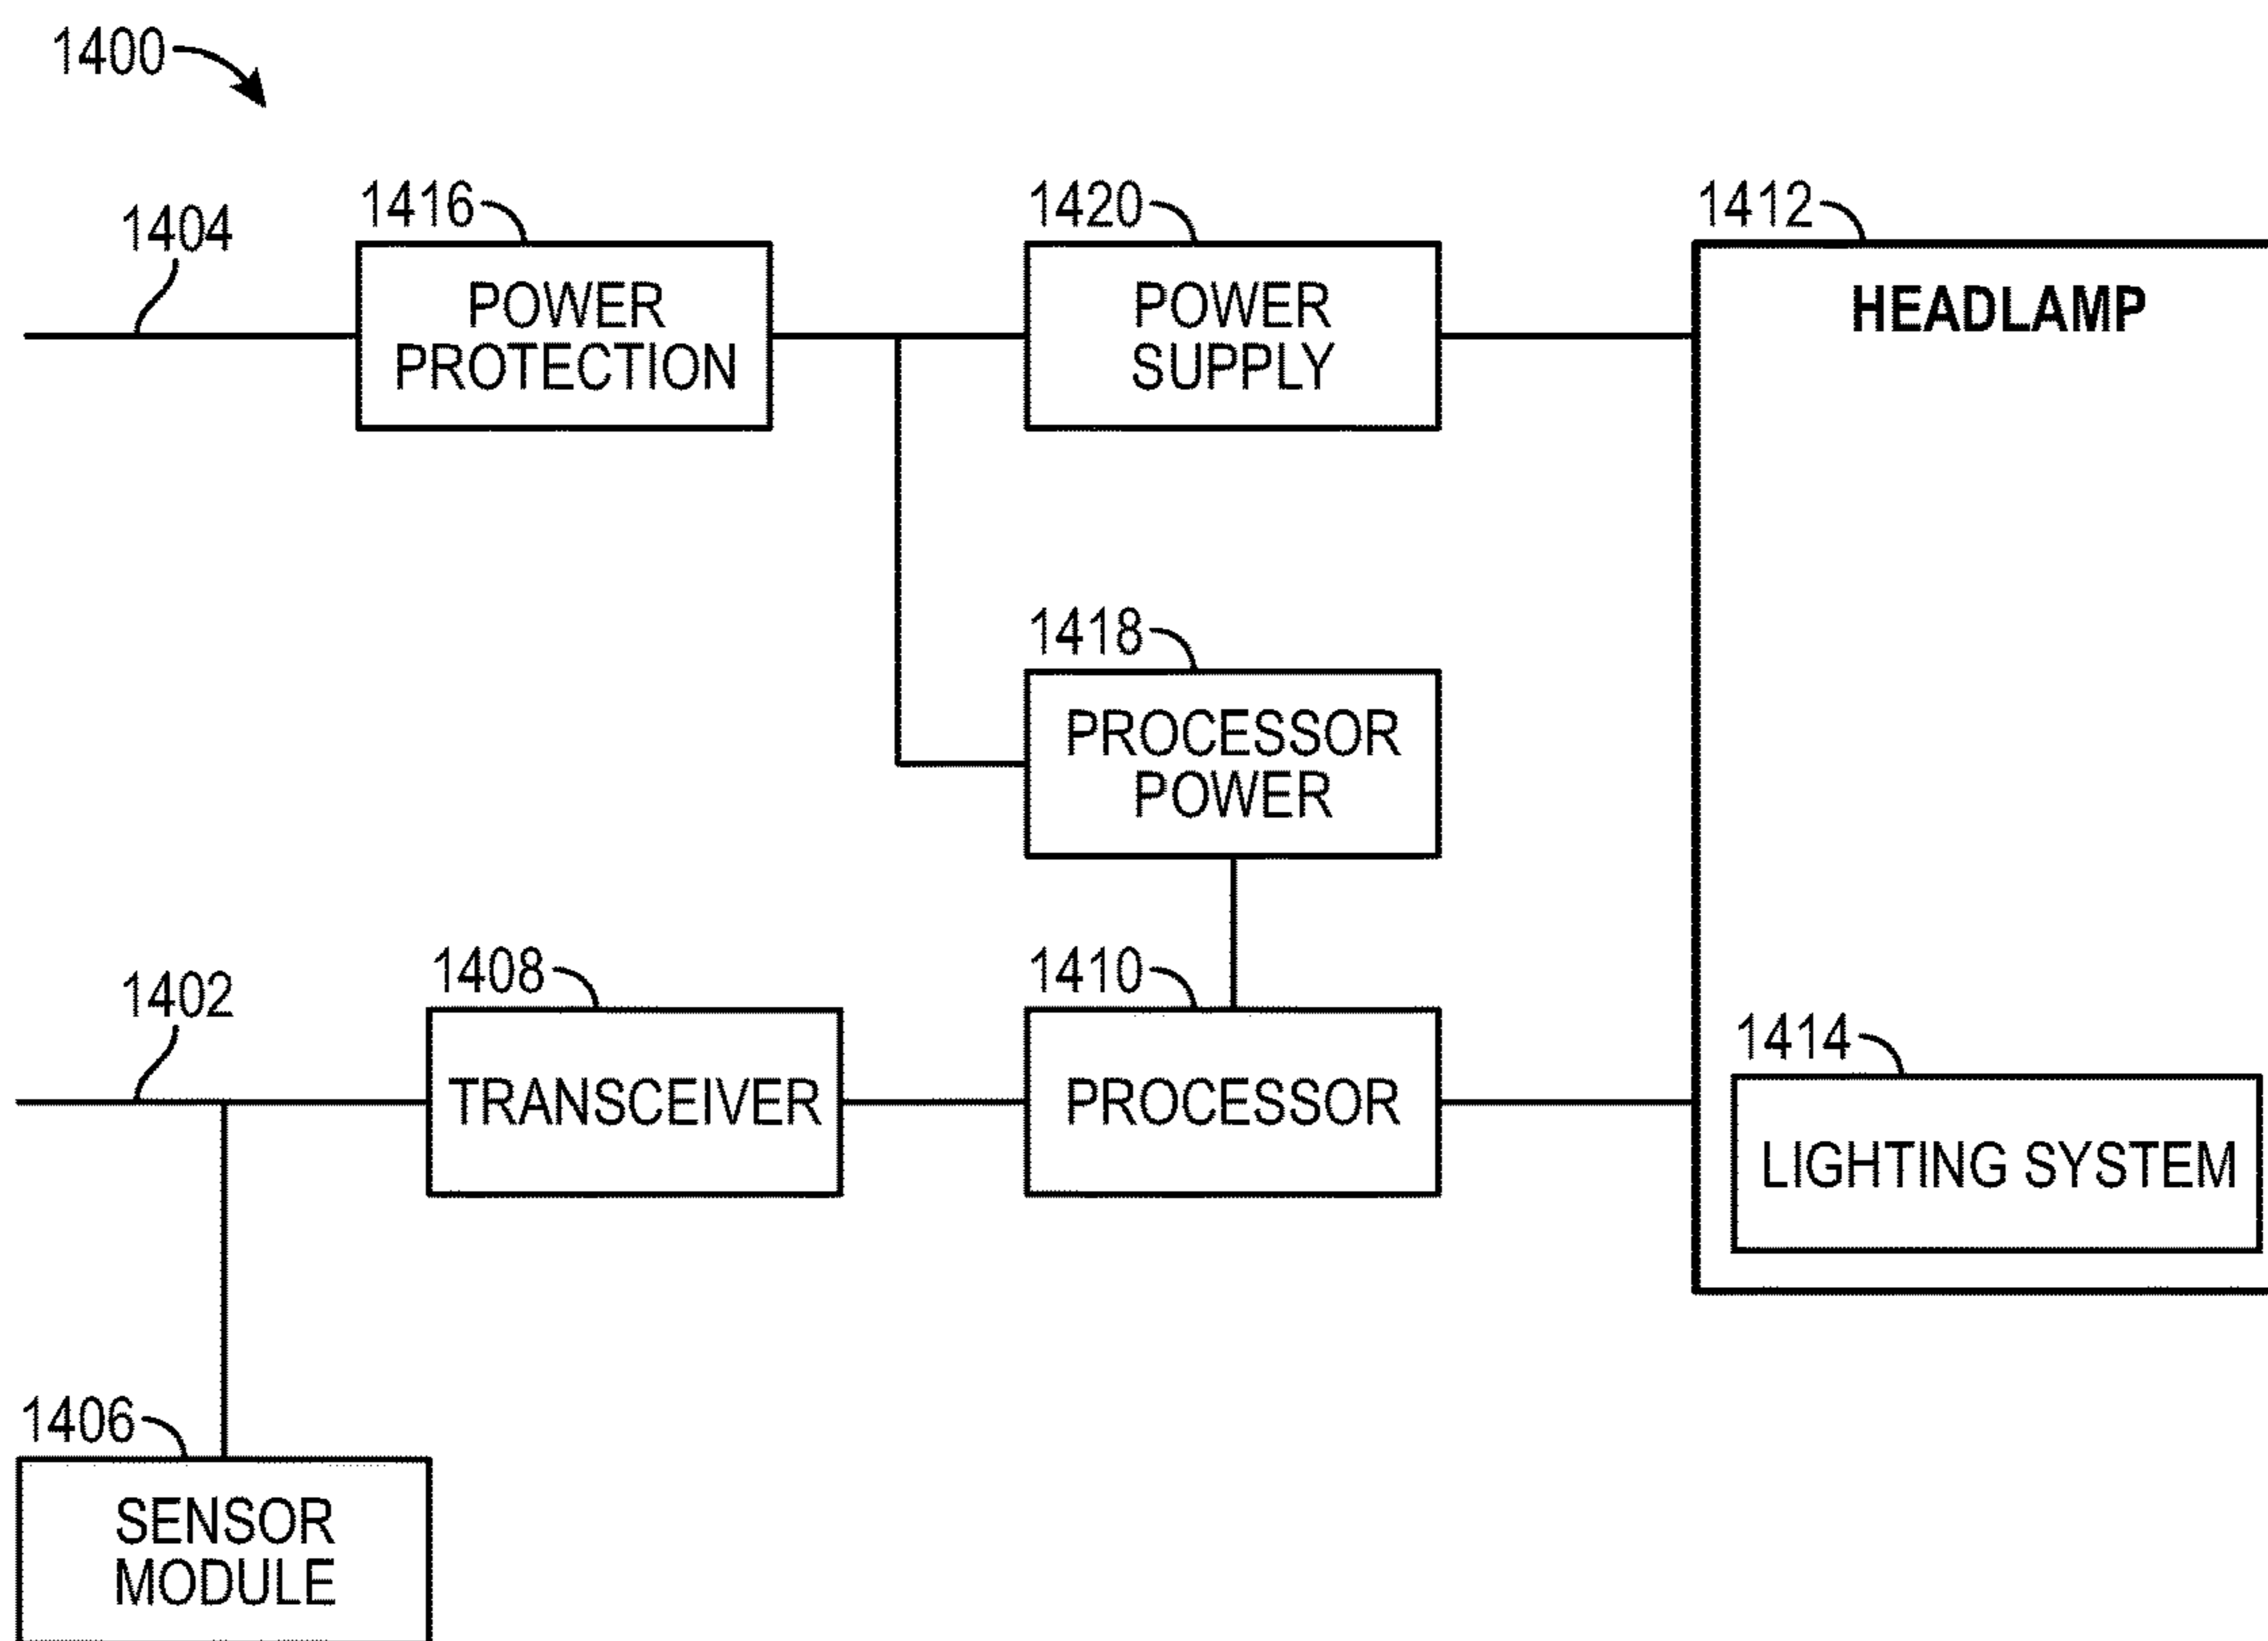 1400
1404
1416
POWER
PROTECTION
1420
POWER
SUPPLY
1412
HEADLAMP
1418
PROCESSOR
POWER
1402
1408
TRANSCEIVER
1410
PROCESSOR
1414
LIGHTING SYSTEM
1406
SENSOR
MODULE